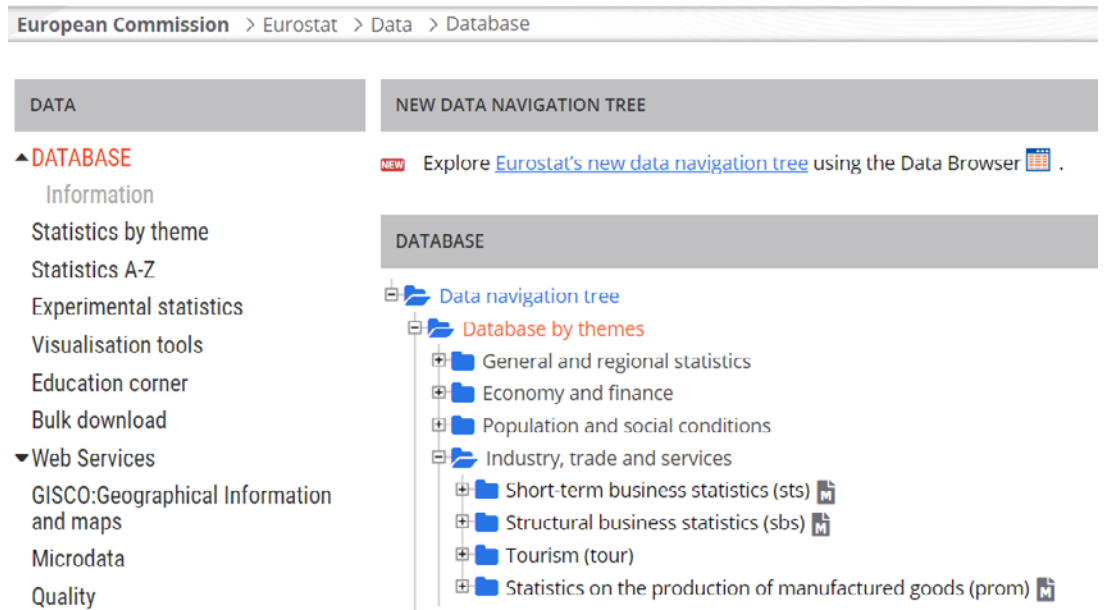 European Commission > Eurostat > Data > Database
DATA
DATABASE
Information
Statistics by theme
Statistics A-Z
Experimental statistics
Visualisation tools
Education corner
Bulk download
Web Services
GISCO:Geographical Information
and maps
Microdata
Quality
NEW DATA NAVIGATION TREE
NEW Explore Eurostat's new data navigation tree using the Data Browser .
DATABASE
Data navigation tree
Database by themes
General and regional statistics
Economy and finance
Population and social conditions
Industry, trade and services
Short-term business statistics (sts) M
Structural business statistics (sbs) M
Tourism (tour)
Statistics on the production of manufactured goods (prom) M